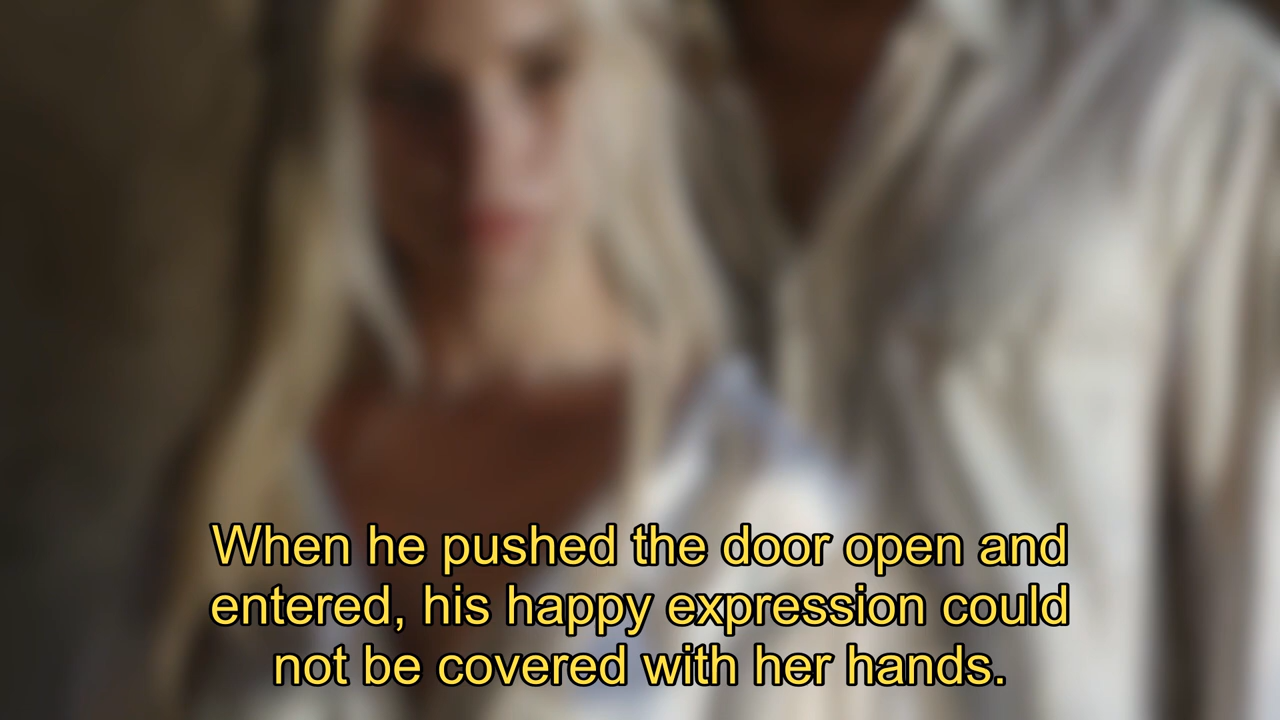 When he pushed the door open and
entered, his happy expression could
not be covered with her hands.